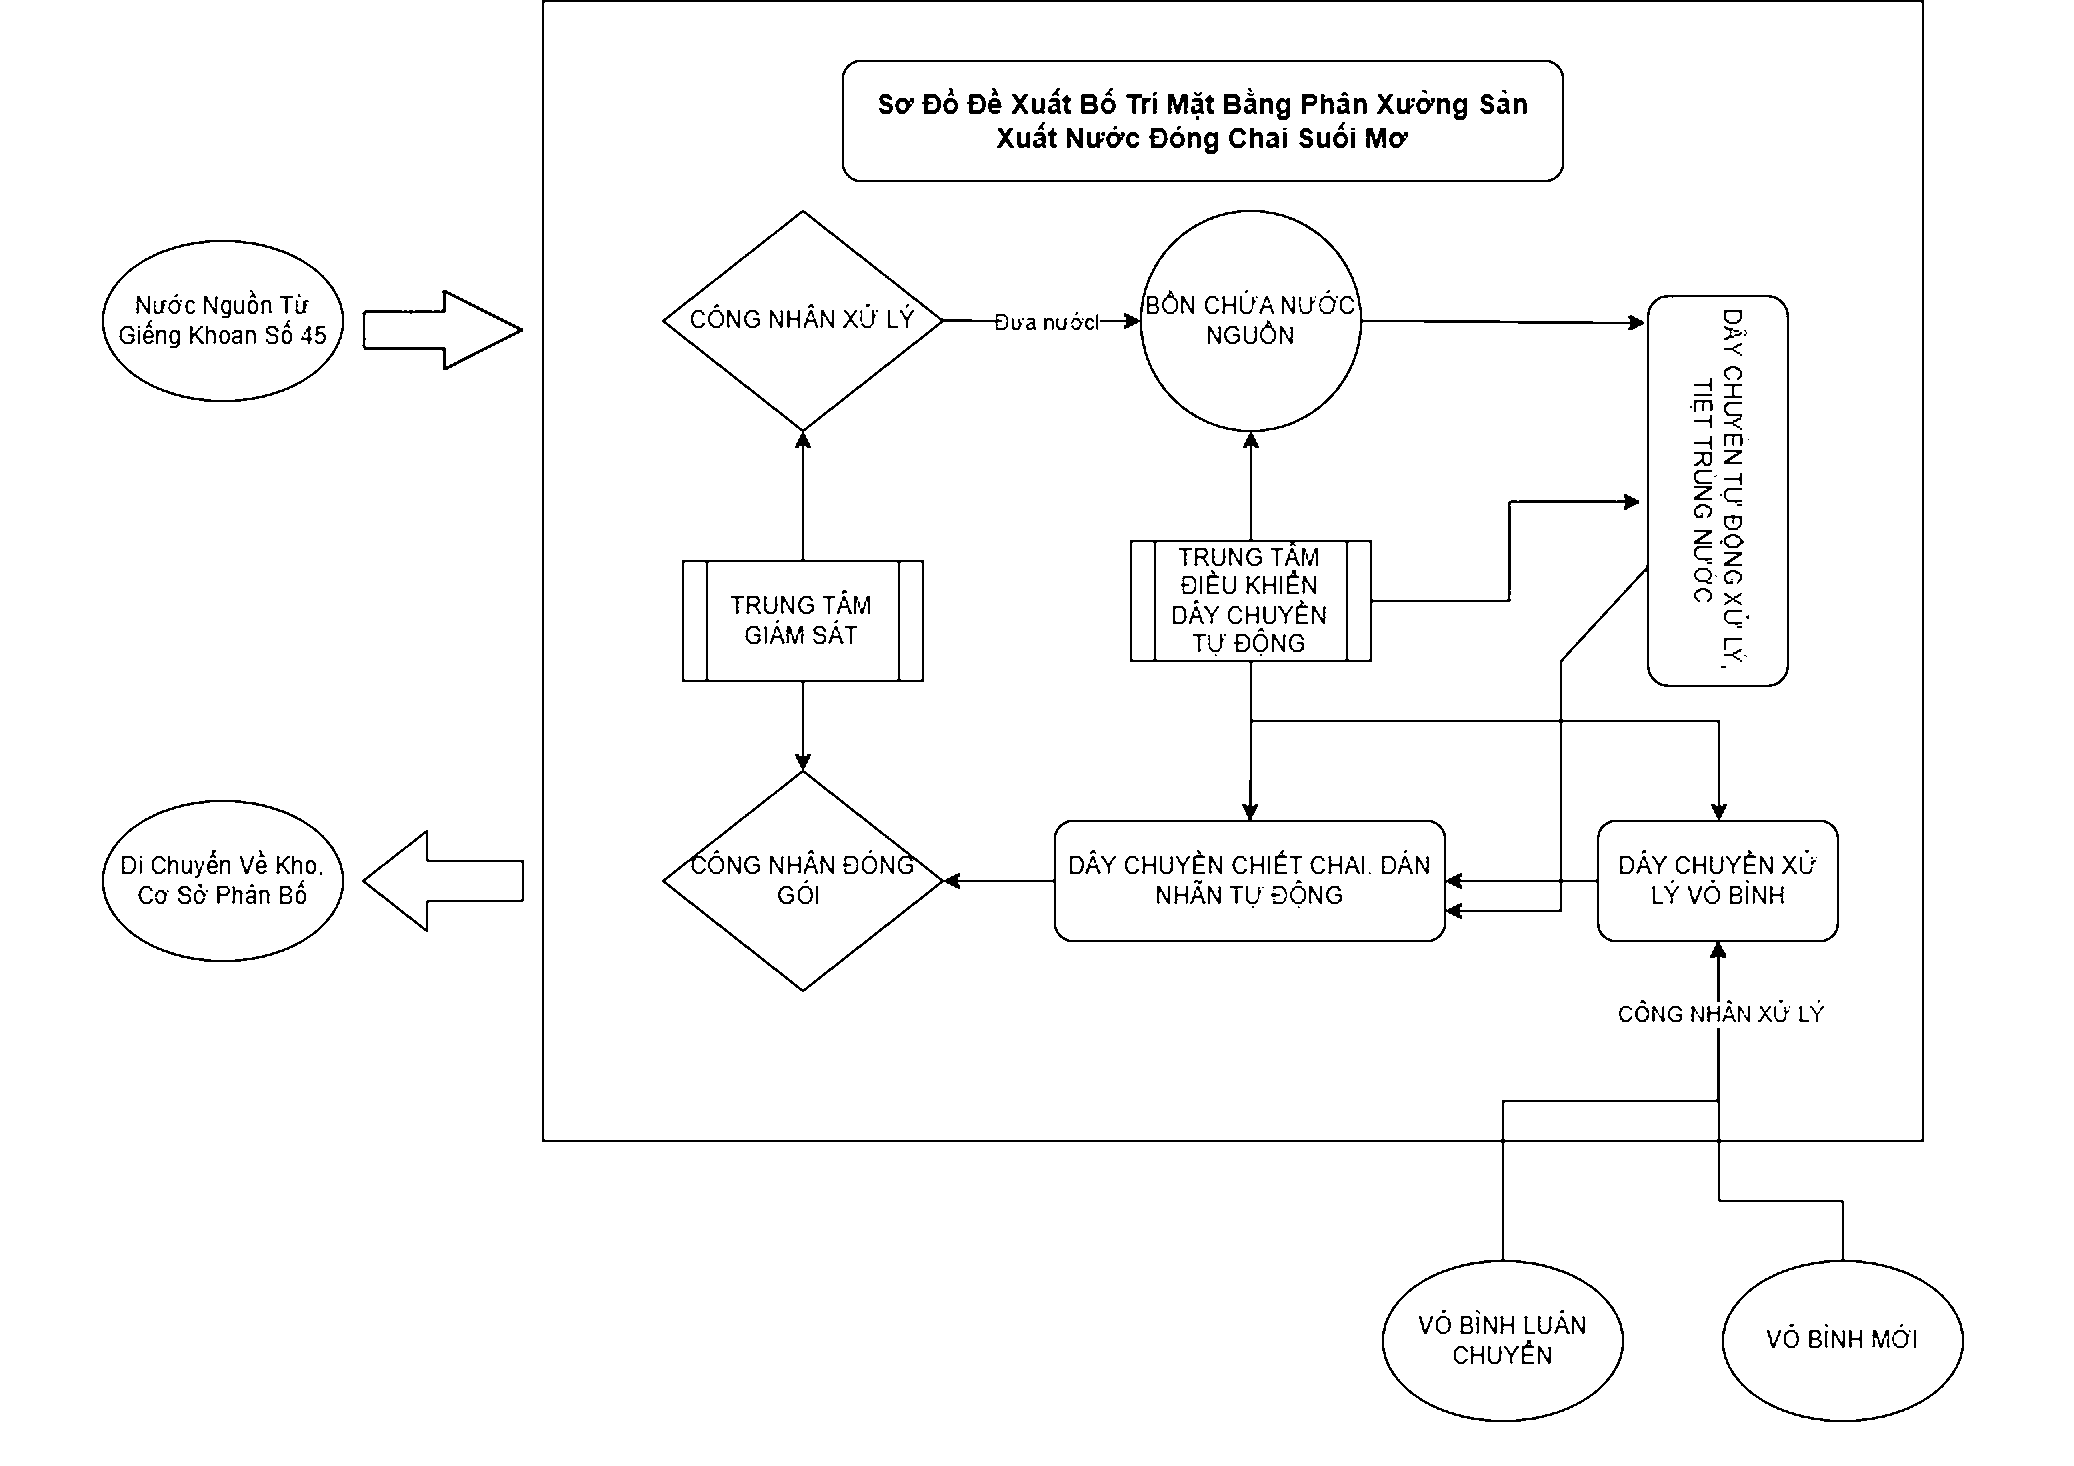 Sơ Đồ Đề Xuất Bố Trí Mặt Bằng Phân Xưởng Sản
Xuất Nước Đóng Chai Suối Mơ
Nước Nguồn Từ
Giếng Khoan Số 45
CÔNG NHÂN XỬ LÝ
Đưa nước
BỒN CHỨA NƯỚC
NGUỒN
DÂY CHUYỀN TỰ ĐỘNG XỬ LÝ,
TIỆT TRÙNG NƯỚC
TRUNG TÂM
GIÁM SÁT
TRUNG TÂM
ĐIỀU KHIỂN
DÂY CHUYỀN
TỰ ĐỘNG
Di Chuyển Về Kho,
Cơ Sở Phân Bố
CÔNG NHÂN ĐÓNG
GÓI
DÂY CHUYỀN CHIẾT CHAI. DÁN
NHÃN TỰ ĐỘNG
DÂY CHUYỀN XỬ
LÝ VỎ BÌNH
CÔNG NHÂN XỬ LÝ
VỎ BÌNH LUÂN
CHUYỂN
VỎ BÌNH MỚI